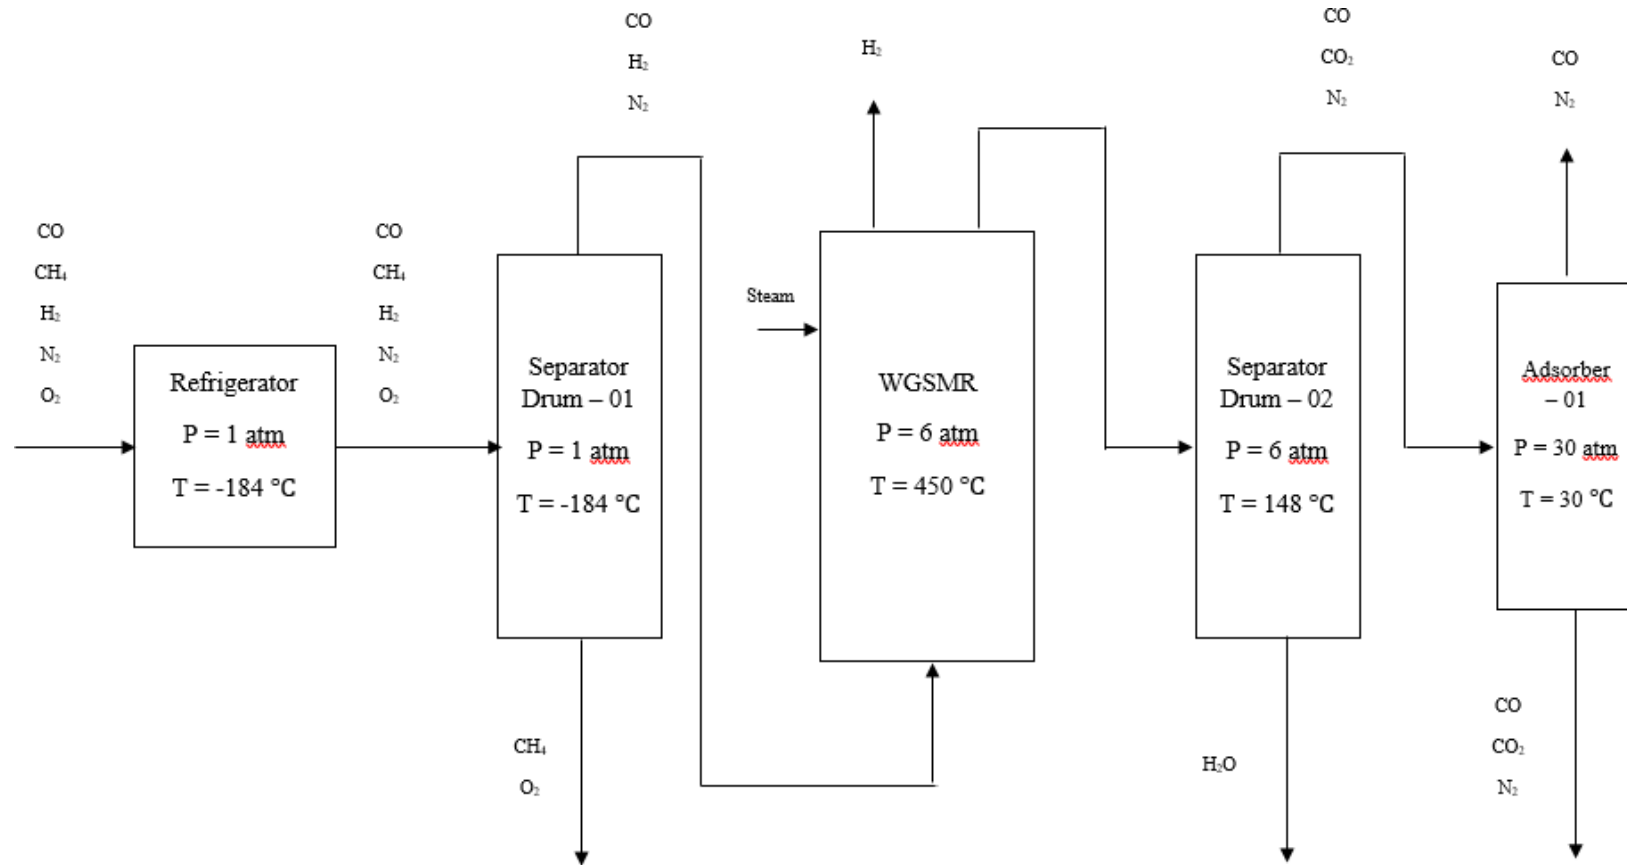 CO
CH₄
H₂
N₂
O₂
Refrigerator
P = 1 atm
T = -184 °C
CO
CH₄
H₂
N₂
O₂
CO
H₂
N₂
Separator
Drum – 01
P = 1 atm
T = -184 °C
CH₄
O₂
Steam
H₂
WGSMR
P = 6 atm
T = 450 °C
CO
CO₂
N₂
Separator
Drum – 02
P = 6 atm
T = 148 °C
H₂O
CO
N₂
Adsorber
– 01
P = 30 atm
T = 30 °C
CO
CO₂
N₂